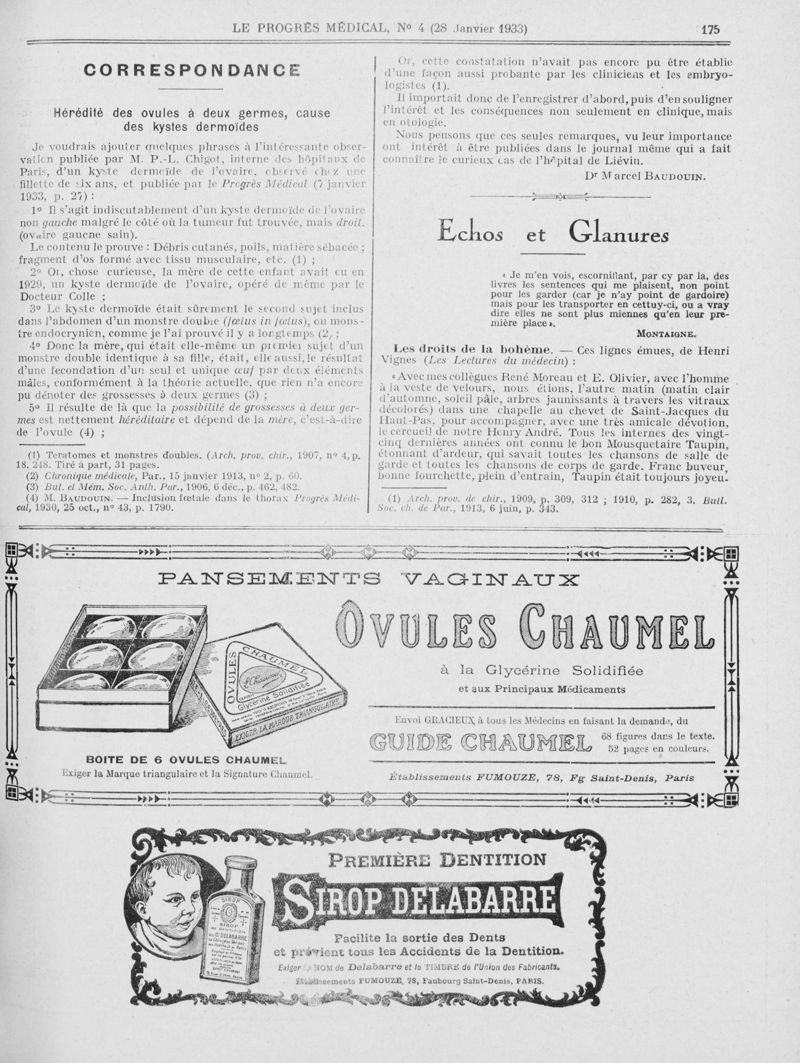 LE PROGRÈS MÉDICAL, N° 4 (28 Janvier 1933)
175
CORRESPONDANCE
Hérédité des ovules à deux germes, cause
des kystes dermoïdes
Je voudrais ajouter quelques phrases à l'intéressante obser-
vation publiée par M. P.-L. Chigot, interne des hôpitaux de
Paris, d'un kyste dermoïde de l'ovaire, observé chez une
fillette de six ans, et publiée par le Progrès Médical (7 janvier
1933, p. 27) :
1° Il s'agit indiscutablement d'un kyste dermoïde de l'ovaire
non gauche malgré le côté où la tumeur fut trouvée, mais droit.
(ovaire gauche sain).
Le contenu le prouve : Débris cutanés, poils, matière sébacée ;
fragment d'os formé avec tissu musculaire, etc. (1) ;
2° Or, chose curieuse, la mère de cette enfant avait eu en
1929, un kyste dermoïde de l'ovaire, opéré de même par le
Docteur Colle ;
3° Le kyste dermoïde était sûrement le second sujet inclus
dans l'abdomen d'un monstre double (fœtus in fœtus), ou mons-
tre endocrynien, comme je l'ai prouvé il y a longtemps (2) ;
4° Donc la mère, qui était elle-même un premier sujet d'un
monstre double identique à sa fille, était, elle aussi, le résultat
d'une fecondation d'un seul et unique œuf par deux éléments
mâles, conformément à la théorie actuelle, que rien n'a encore
pu dénoter des grossesses à deux germes (3) ;
5° Il résulte de là que la possibilité de grossesses à deux ger-
mes est nettement héréditaire et dépend de la mère, c'est-à-dire
de l'ovule (4) ;
(1) Teratomes et monstres doubles. (Arch. prov. chir., 1907, n° 4, p.
18, 248. Tiré à part, 31 pages.
(2) Chronique médicale, Par., 15 janvier 1913, n° 2, p. 60.
(3) Bul. et Mém. Soc. Anth. Par., 1906, 6 déc., p. 462, 482.
(4) M. BAUDOUIN. — Inclusion fœtale dans le thorax Progrès Médi-
cal, 1930, 25 oct., n° 43, p. 1790.
Or, cette constatation n'avait pas encore pu être établie
d'une façon aussi probante par les cliniciens et les embryo-
logistes (1).
Il importait donc de l'enregistrer d'abord, puis d'en souligner
l'intérêt et les conséquences non seulement en clinique, mais
en otologie.
Nous pensons que ces seules remarques, vu leur importance
ont intérêt à être publiées dans le journal même qui a fait
connaître le curieux cas de l'hôpital de Liévin.
Dr Marcel BAUDOUIN.
Echos et Glanures
« Je m'en vois, escorniflant, par cy par la, des
livres les sentences qui me plaisent, non point
pour les garder (car je n'ay point de gardoire)
mais pour les transporter en cettuy-ci, ou a vray
dire elles ne sont plus miennes qu'en leur pre-
mière place ».
MONTAIGNE.
Les droits de la bohème. — Ces lignes émues, de Henri
Vignes (Les Lectures du médecin) :
« Avec mes collègues René Moreau et E. Olivier, avec l'homme
à la veste de velours, nous étions, l'autre matin (matin clair
d'automne, soleil pâle, arbres jaunissants à travers les vitraux
décolorés) dans une chapelle au chevet de Saint-Jacques du
Haut-Pas, pour accompagner, avec une très amicale dévotion,
le cercueil de notre Henry André. Tous les internes des vingt-
cinq dernières années ont connu le bon Mousquetaire Taupin,
étonnant d'ardeur, qui savait toutes les chansons de salle de
garde et toutes les chansons de corps de garde. Franc buveur,
bonne fourchette, plein d'entrain, Taupin était toujours joyeu.
(1) Arch. prov. de chir., 1909, p. 309, 312 ; 1910, p. 282, 3. Bull.
Soc. ch. de Par., 1913, 6 juin, p. 343.
PANSEMENTS VAGINAUX
OVULES CHAUMEL
à la Glycérine Solidifiée
et aux Principaux Médicaments
OVULES
CHAUMEL
Glycérine Solidifiée
EXIGER LA MARQUE TRIANGULAIRE
BOITE DE 6 OVULES CHAUMEL
Exiger la Marque triangulaire et la Signature Chaumel.
Envoi GRACIEUX à tous les Médecins en faisant la demande, du
GUIDE CHAUMEL
68 figures dans le texte.
52 pages en couleurs.
Établissements FUMOUZE, 78, Fg Saint-Denis, Paris
PREMIÈRE DENTITION
SIROP DELABARRE
SIROP
DELABARRE
Facilite la sortie des Dents
et prévient tous les Accidents de la Dentition.
Exiger le NOM de Delabarre et le TIMBRE de l'Union des Fabricants.
Établissements FUMOUZE, 78, Faubourg Saint-Denis, PARIS.